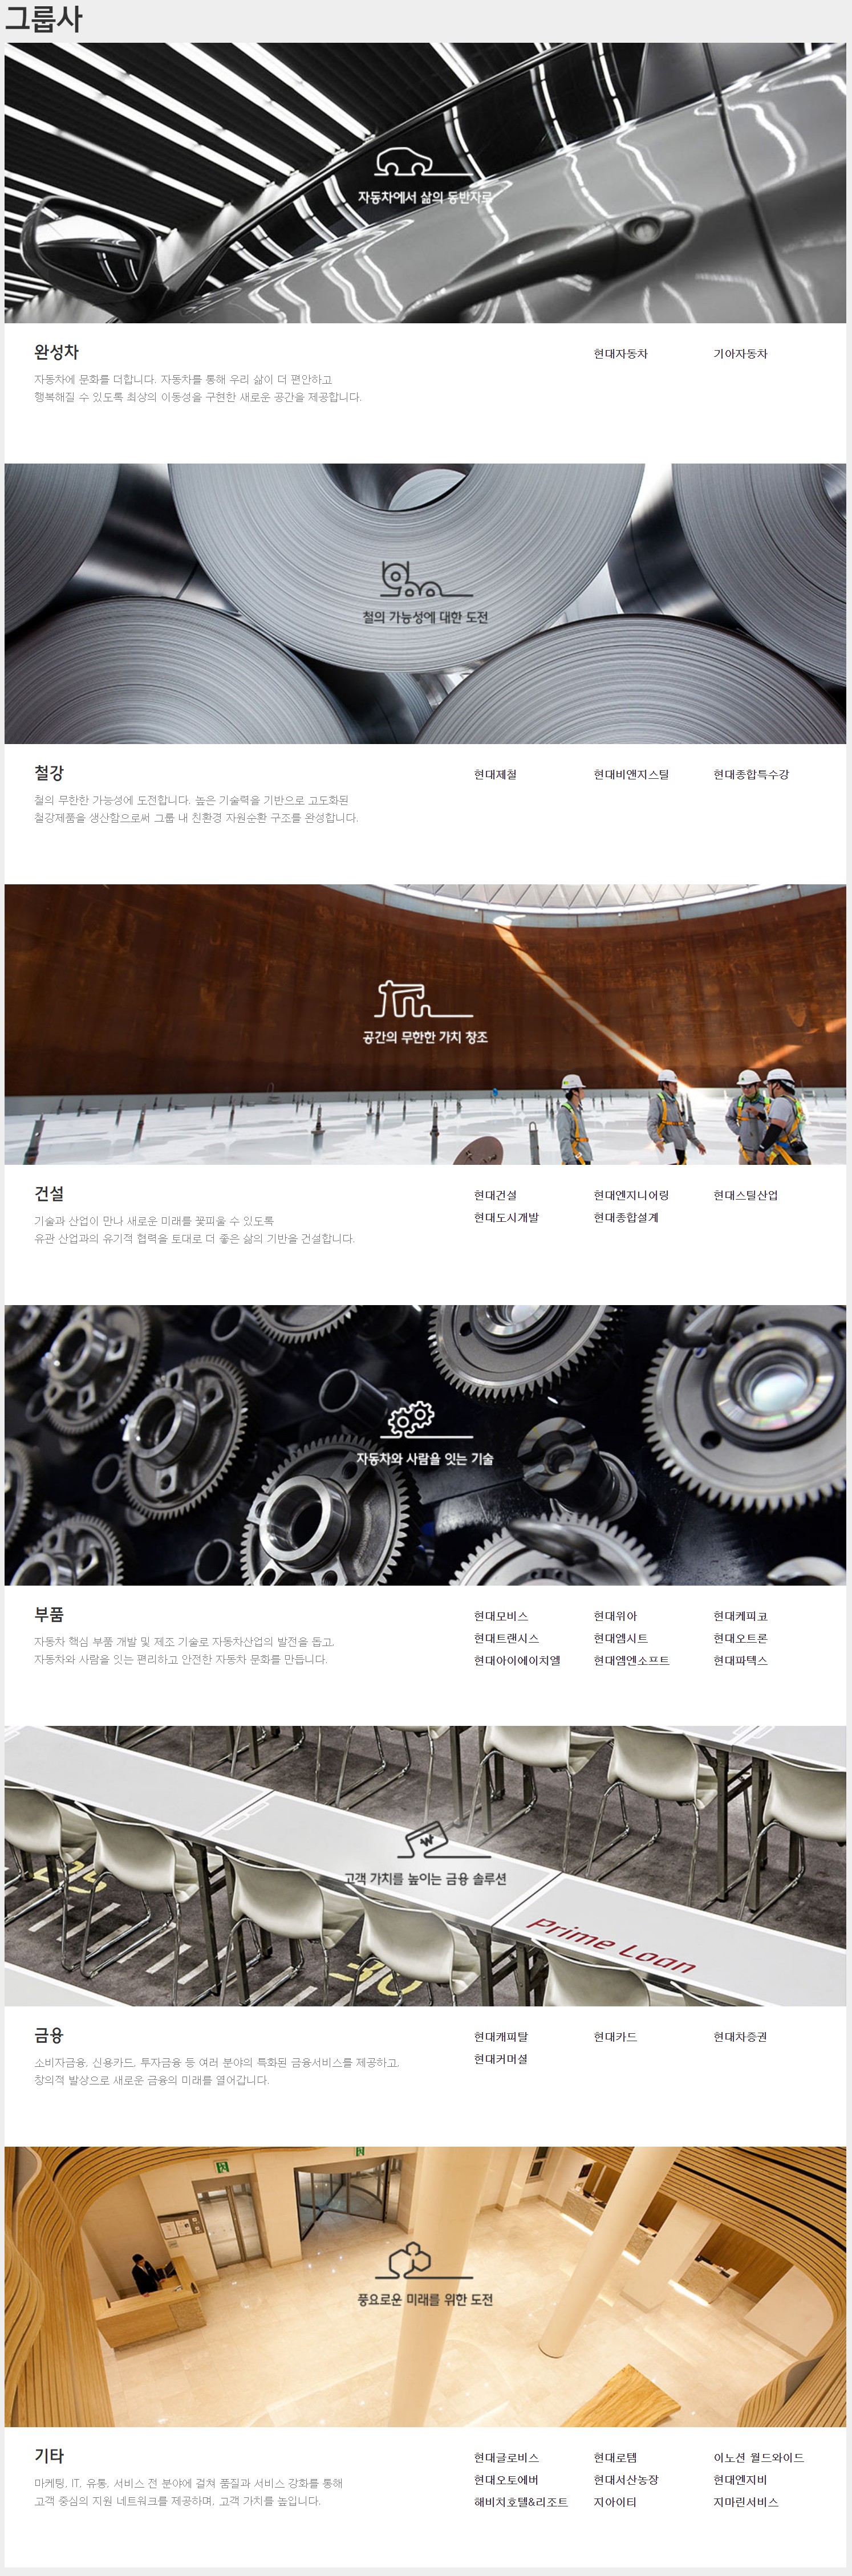 그룹사
자동차에서 삶의 동반자로
완성차
현대자동차 기아자동차
자동차에 문화를 더합니다. 자동차를 통해 우리 삶이 더 편안하고
행복해질 수 있도록 최상의 이동성을 구현한 새로운 공간을 제공합니다.
철의 가능성에 대한 도전
철강
현대제철 현대비앤지스틸 현대종합특수강
철의 무한한 가능성에 도전합니다. 높은 기술력을 기반으로 고도화된
철강제품을 생산함으로써 그룹 내 친환경 자원순환 구조를 완성합니다.
공간의 무한한 가치 창조
건설
현대건설 현대엔지니어링 현대스틸산업
현대도시개발 현대종합설계
기술과 산업이 만나 새로운 미래를 꽃피울 수 있도록
유관 산업과의 유기적 협력을 토대로 더 좋은 삶의 기반을 건설합니다.
자동차와 사람을 잇는 기술
부품
현대모비스 현대위아 현대케피코
현대트랜시스 현대엠시트 현대오트론
현대아이에이치엘 현대엠엔소프트 현대파텍스
자동차 핵심 부품 개발 및 제조 기술로 자동차산업의 발전을 돕고,
자동차와 사람을 잇는 편리하고 안전한 자동차 문화를 만듭니다.
고객 가치를 높이는 금융 솔루션
Prime Loan
30
금융
현대캐피탈 현대카드 현대차증권
현대커머셜
소비자금융, 신용카드, 투자금융 등 여러 분야의 특화된 금융서비스를 제공하고,
창의적 발상으로 새로운 금융의 미래를 열어갑니다.
풍요로운 미래를 위한 도전
기타
현대글로비스 현대로템 이노션 월드와이드
현대오토에버 현대서산농장 현대엔지비
해비치호텔&리조트 지아이티 지마린서비스
마케팅, IT, 유통, 서비스 전 분야에 걸쳐 품질과 서비스 강화를 통해
고객 중심의 지원 네트워크를 제공하며, 고객 가치를 높입니다.